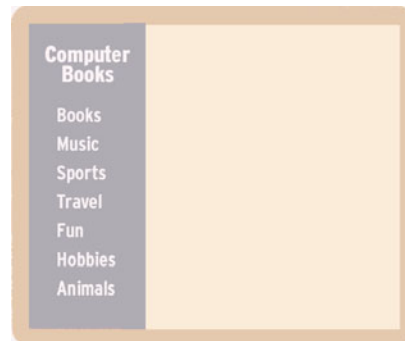 Computer
Books
Books
Music
Sports
Travel
Fun
Hobbies
Animals